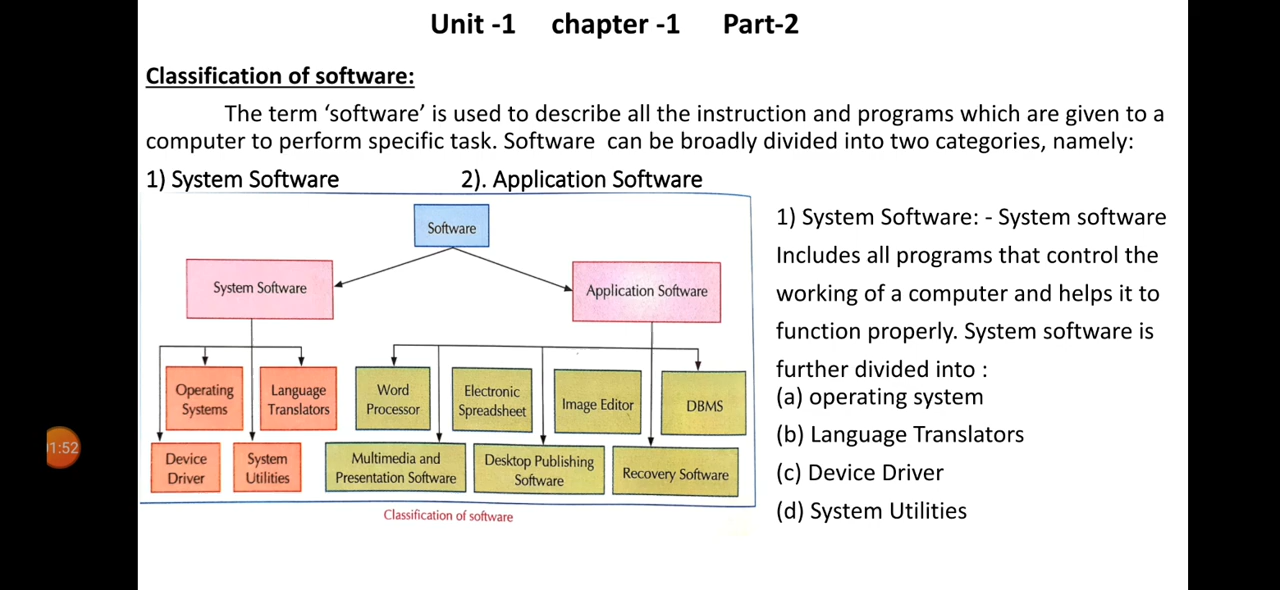 Unit -1 chapter -1 Part-2
Classification of software:
The term ‘software’ is used to describe all the instruction and programs which are given to a
computer to perform specific task. Software can be broadly divided into two categories, namely:
1) System Software 2). Application Software
Software
System Software
Application Software
Operating
Systems
Language
Translators
Word
Processor
Electronic
Spreadsheet
Image Editor
DBMS
Device
Driver
System
Utilities
Multimedia and
Presentation Software
Desktop Publishing
Software
Recovery Software
Classification of software
1) System Software: - System software
Includes all programs that control the
working of a computer and helps it to
function properly. System software is
further divided into :
(a) operating system
(b) Language Translators
(c) Device Driver
(d) System Utilities
1:52